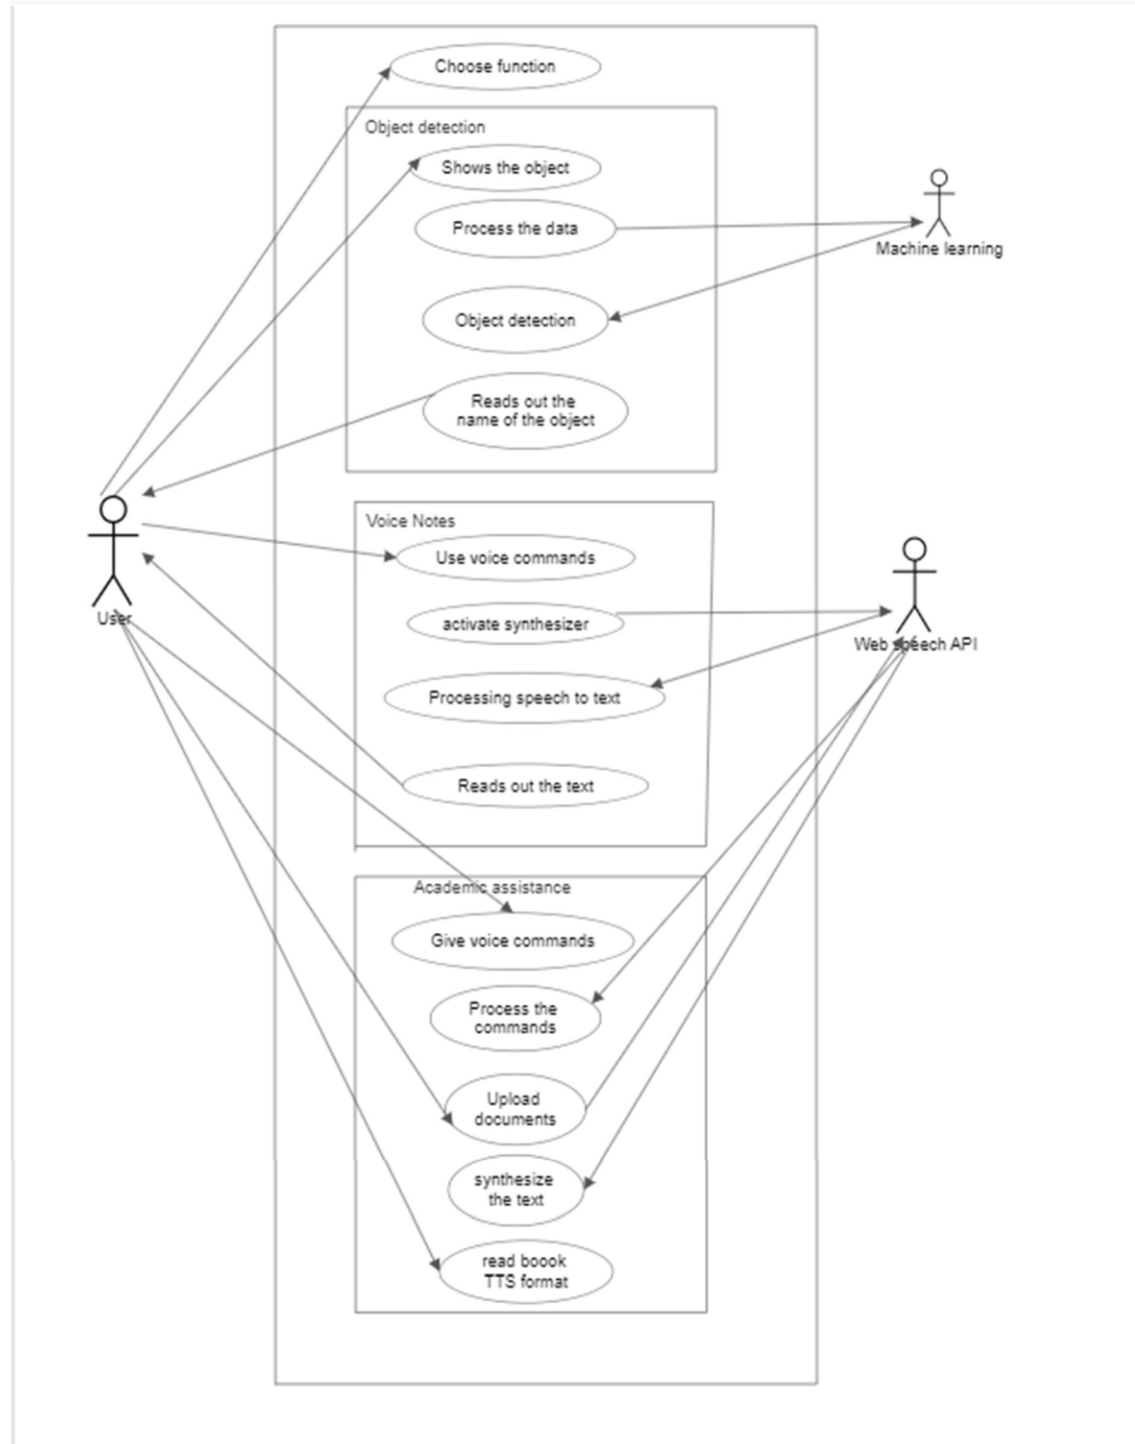 Choose function
Object detection
Shows the object
Process the data
Machine learning
Object detection
Reads out the
name of the object
User
Voice Notes
Use voice commands
activate synthesizer
Web speech API
Processing speech to text
Reads out the text
Academic assistance
Give voice commands
Process the
commands
Upload
documents
synthesize
the text
read boook
TTS format